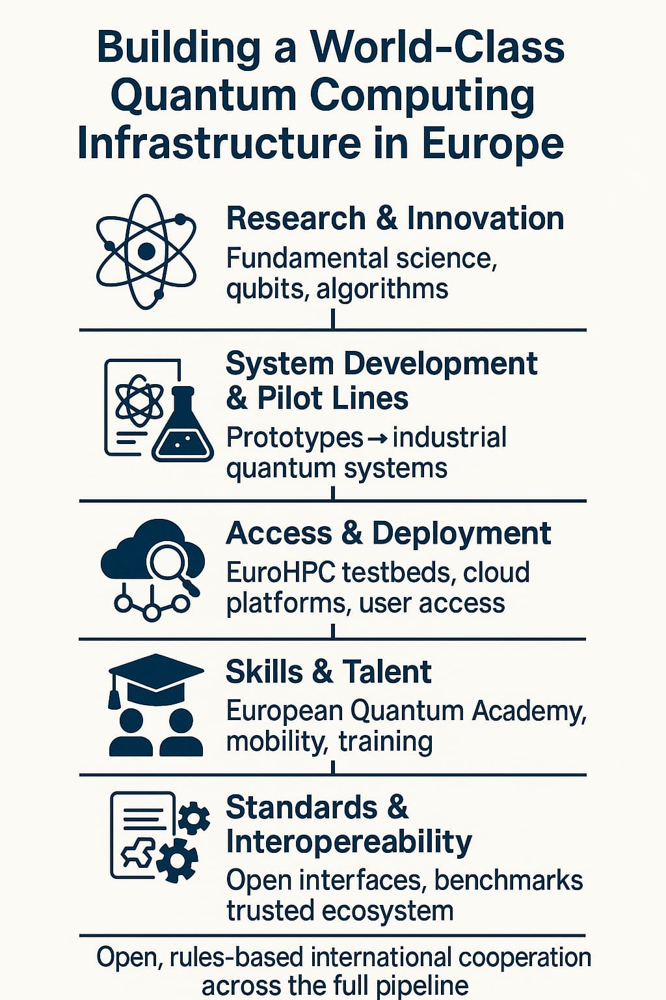 Building a World-Class
Quantum Computing
Infrastructure in Europe
Research & Innovation
Fundamental science,
qubits, algorithms
System Development
& Pilot Lines
Prototypes→industrial
quantum systems
Access & Deployment
EuroHPC testbeds, cloud
platforms, user access
Skills & Talent
European Quantum Academy,
mobility, training
Standards &
Interopereability
Open interfaces, benchmarks
trusted ecosystem
Open, rules-based international cooperation
across the full pipeline